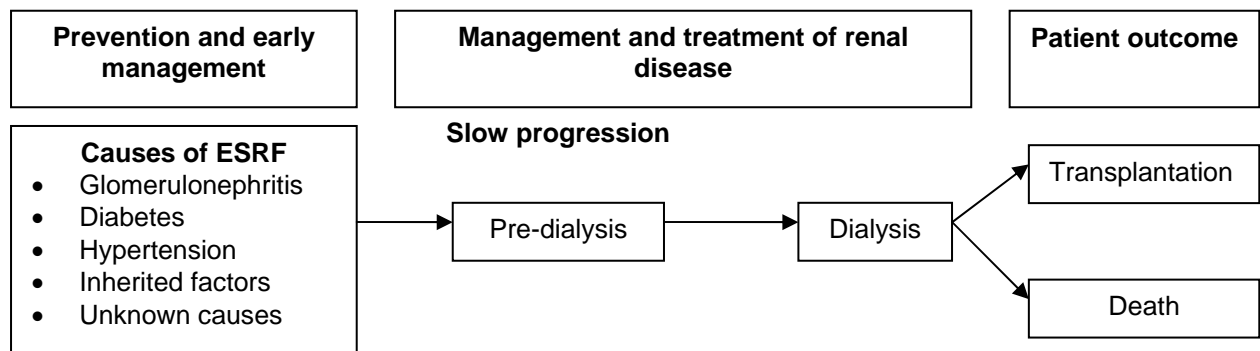 Prevention and early
management
Management and treatment of renal
disease
Patient outcome
Causes of ESRF
• Glomerulonephritis
• Diabetes
• Hypertension
• Inherited factors
• Unknown causes
Slow progression
Pre-dialysis
Dialysis
Transplantation
Death